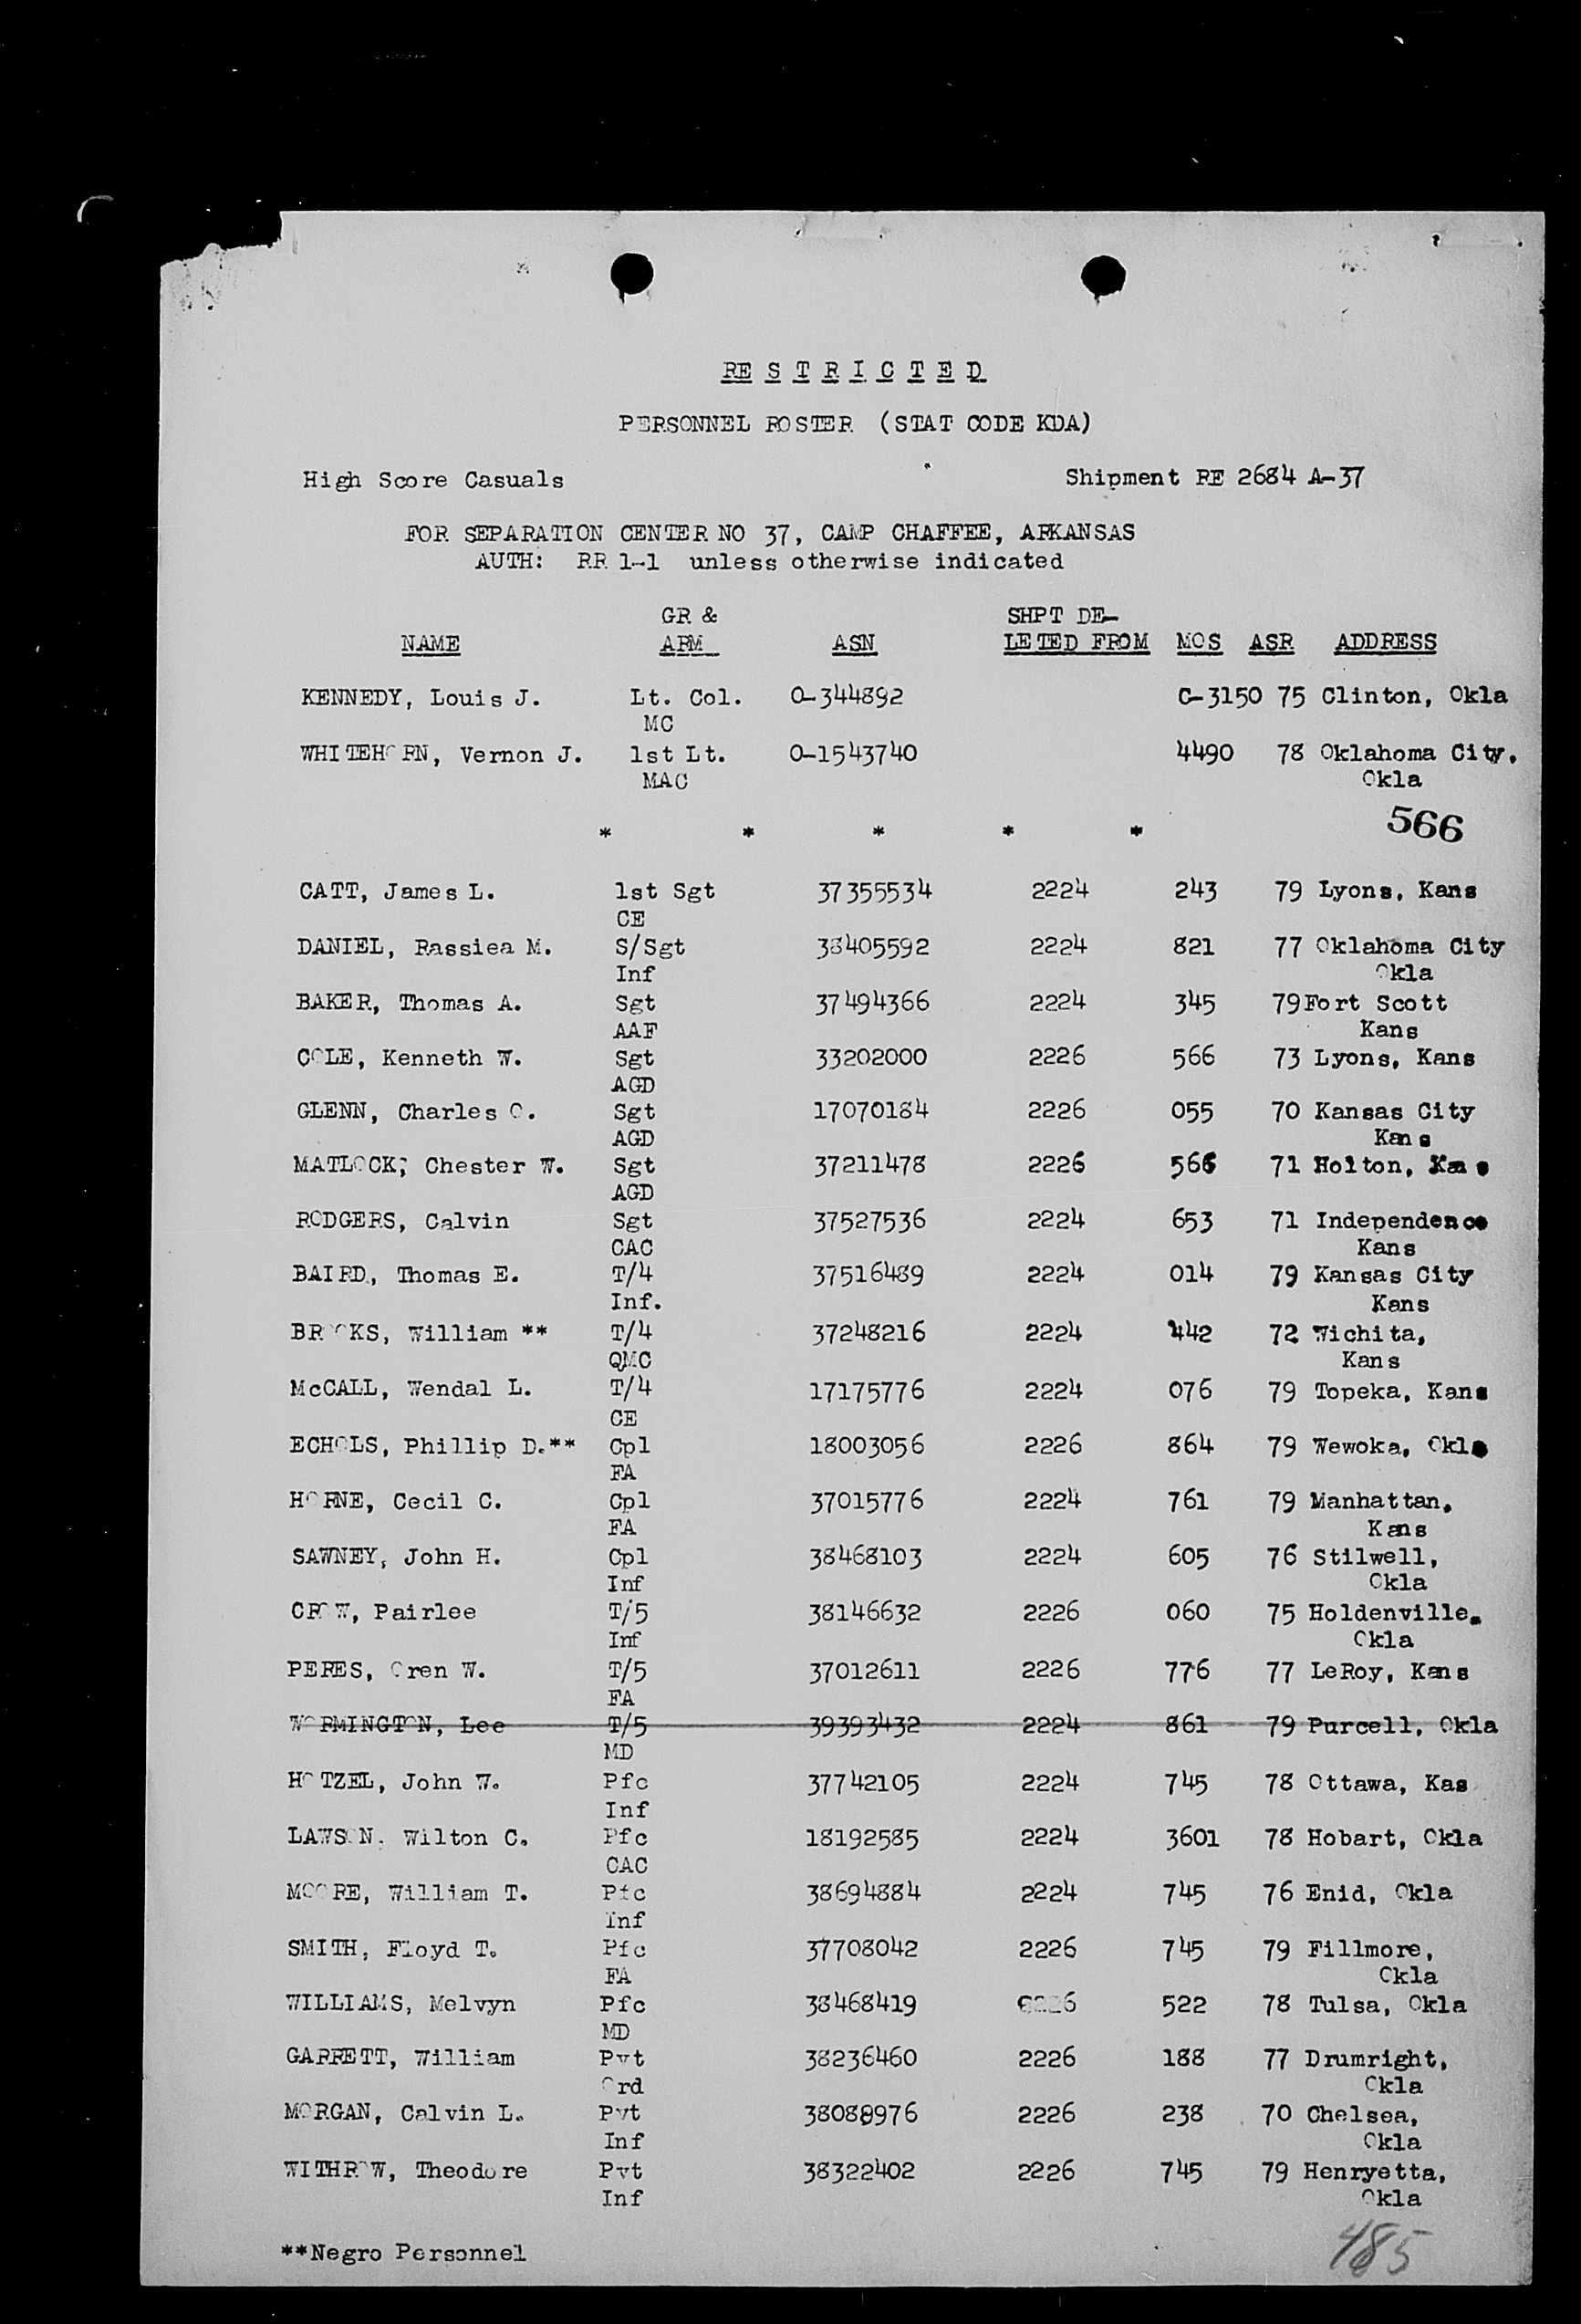 RESTRICTED
PERSONNEL ROSTER (STAT CODE KDA)
High Score Casuals Shipment RE 2684 A-37
FOR SEPARATION CENTER NO 37, CAMP CHAFFEE, ARKANSAS
AUTH: RR 1-1 unless otherwise indicated
GR & SHPT DE-
NAME ARM ASN LETED FROM MOS ASR ADDRESS
KENNEDY, Louis J. Lt. Col. O-344892 C-3150 75 Clinton, Okla
MC
WHITEHORN, Vernon J. 1st Lt. O-1543740 4490 78 Oklahoma City,
MAC Okla
* * * * *
566
CATT, James L. 1st Sgt 37355534 2224 243 79 Lyons, Kans
CE
DANIEL, Rassiea M. S/Sgt 38405592 2224 821 77 Oklahoma City
Inf Okla
BAKER, Thomas A. Sgt 37494366 2224 345 79Fort Scott
AAF Kans
COLE, Kenneth W. Sgt 33202000 2226 566 73 Lyons, Kans
AGD
GLENN, Charles O. Sgt 17070184 2226 055 70 Kansas City
AGD Kans
MATLOCK, Chester W. Sgt 37211478 2226 566 71 Holton, Kans
AGD
RODGERS, Calvin Sgt 37527536 2224 653 71 Independence
CAC Kans
BAIRD, Thomas E. T/4 37516489 2224 014 79 Kansas City
Inf. Kans
BROOKS, William ** T/4 37248216 2224 442 72 Wichita,
QMC Kans
McCALL, Wendal L. T/4 17175776 2224 076 79 Topeka, Kans
CE
ECHOLS, Phillip D.** Cpl 18003056 2226 864 79 Wewoka, Okla
FA
HORNE, Cecil C. Cpl 37015776 2224 761 79 Manhattan,
FA Kans
SAWNEY, John H. Cpl 38468103 2224 605 76 Stilwell,
Inf Okla
CROW, Pairlee T/5 38146632 2226 060 75 Holdenville,
Inf Okla
PERES, Oren W. T/5 37012611 2226 776 77 LeRoy, Kans
FA
WORMINGTON, Lee T/5 39393432 2224 861 79 Purcell, Okla
MD
HOTZEL, John W. Pfc 37742105 2224 745 78 Ottawa, Kas
Inf
LAWSON, Wilton C. Pfc 18192585 2224 3601 78 Hobart, Okla
CAC
MOORE, William T. Pfc 38694884 2224 745 76 Enid, Okla
Inf
SMITH, Floyd T. Pfc 37708042 2226 745 79 Fillmore,
FA Okla
WILLIAMS, Melvyn Pfc 38468419 522 78 Tulsa, Okla
MD
GARRETT, William Pvt 38236460 2226 188 77 Drumright,
Ord Okla
MORGAN, Calvin L. Pvt 38088976 2226 238 70 Chelsea,
Inf Okla
WITHROW, Theodore Pvt 38322402 2226 745 79 Henryetta,
Inf Okla
**Negro Personnel
485